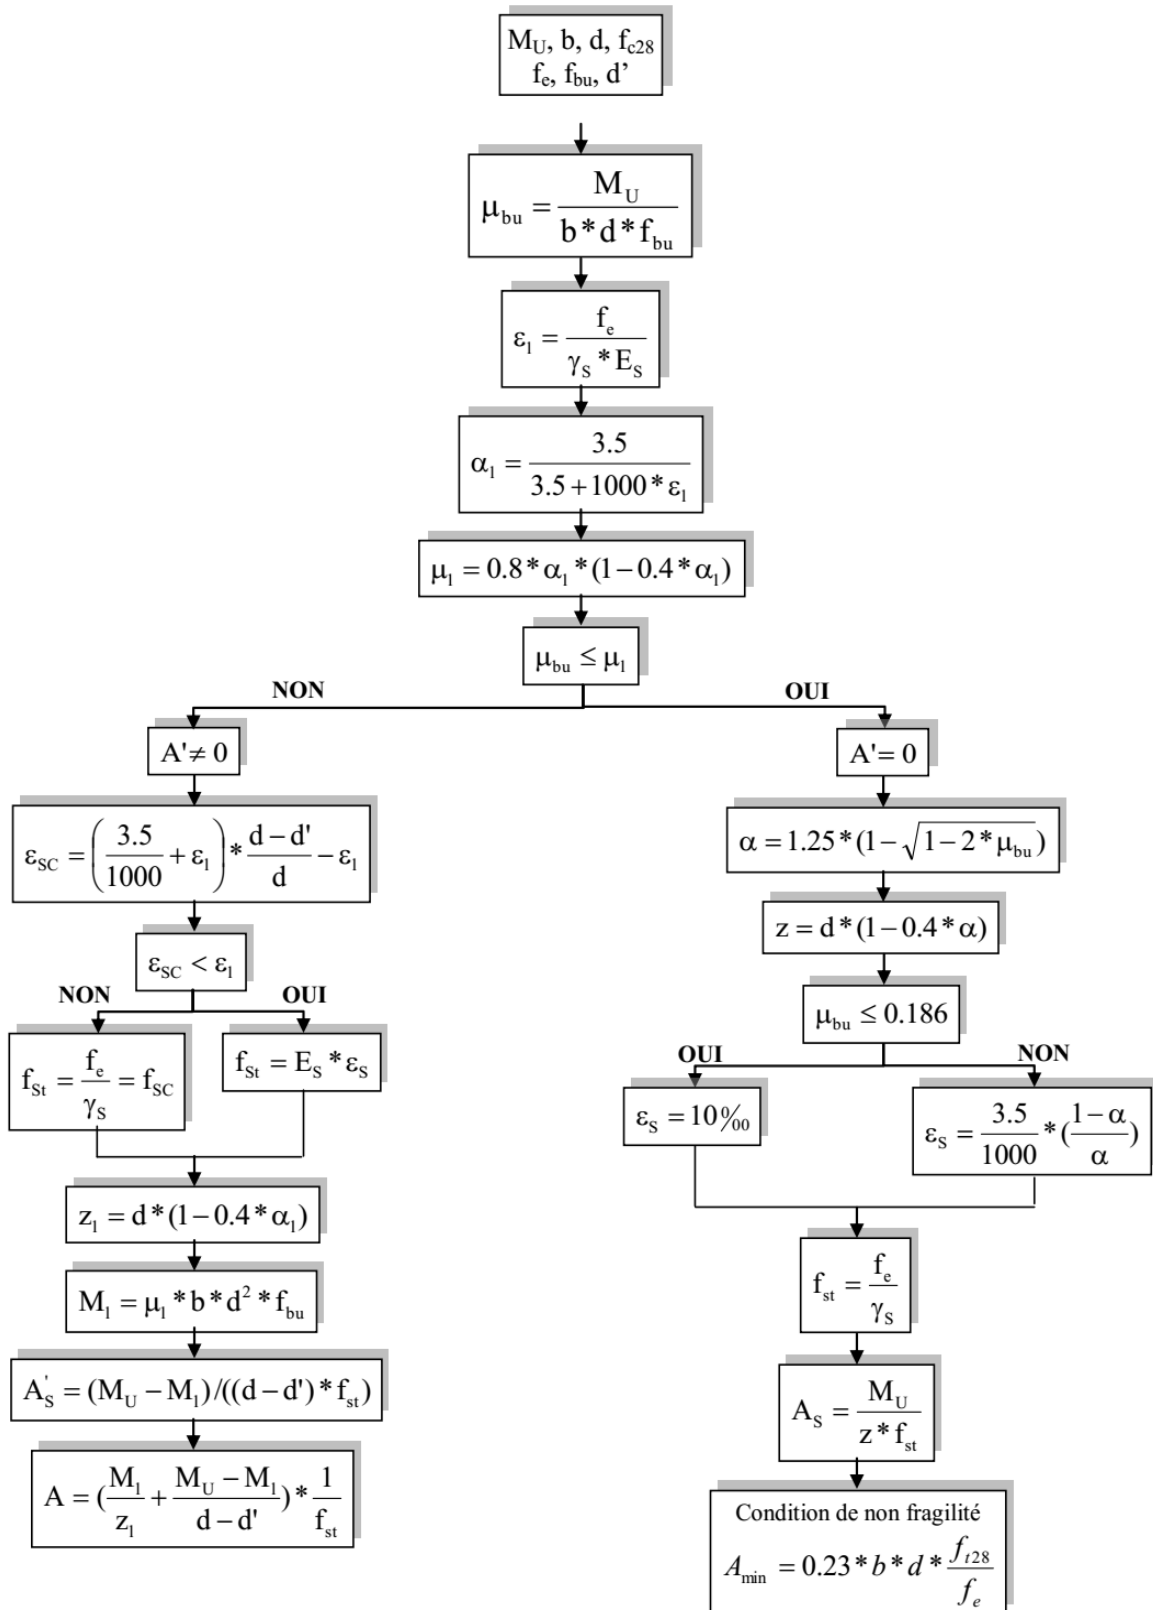 M_U, b, d, f_c28
f_e, f_bu, d’
μ_bu = M_U / (b * d * f_bu)
ε_l = f_e / (γ_S * E_S)
α_l = 3.5 / (3.5 + 1000 * ε_l)
μ_l = 0.8 * α_l * (1 − 0.4 * α_l)
μ_bu ≤ μ_l
NON
OUI
A' ≠ 0
ε_SC = (3.5 / 1000 + ε_l) * (d − d') / d − ε_l
ε_SC < ε_l
NON
OUI
f_St = f_e / γ_S = f_SC
f_St = E_S * ε_S
z_l = d * (1 − 0.4 * α_l)
M_l = μ_l * b * d² * f_bu
A'_S = (M_U − M_l) / ((d − d') * f_st)
A = (M_l / z_l + (M_U − M_l) / (d − d')) * 1 / f_st
A' = 0
α = 1.25 * (1 − √(1 − 2 * μ_bu))
z = d * (1 − 0.4 * α)
μ_bu ≤ 0.186
OUI
NON
ε_S = 10‰
ε_S = 3.5 / 1000 * ((1 − α) / α)
f_st = f_e / γ_S
A_S = M_U / (z * f_st)
Condition de non fragilité
A_min = 0.23 * b * d * f_t28 / f_e